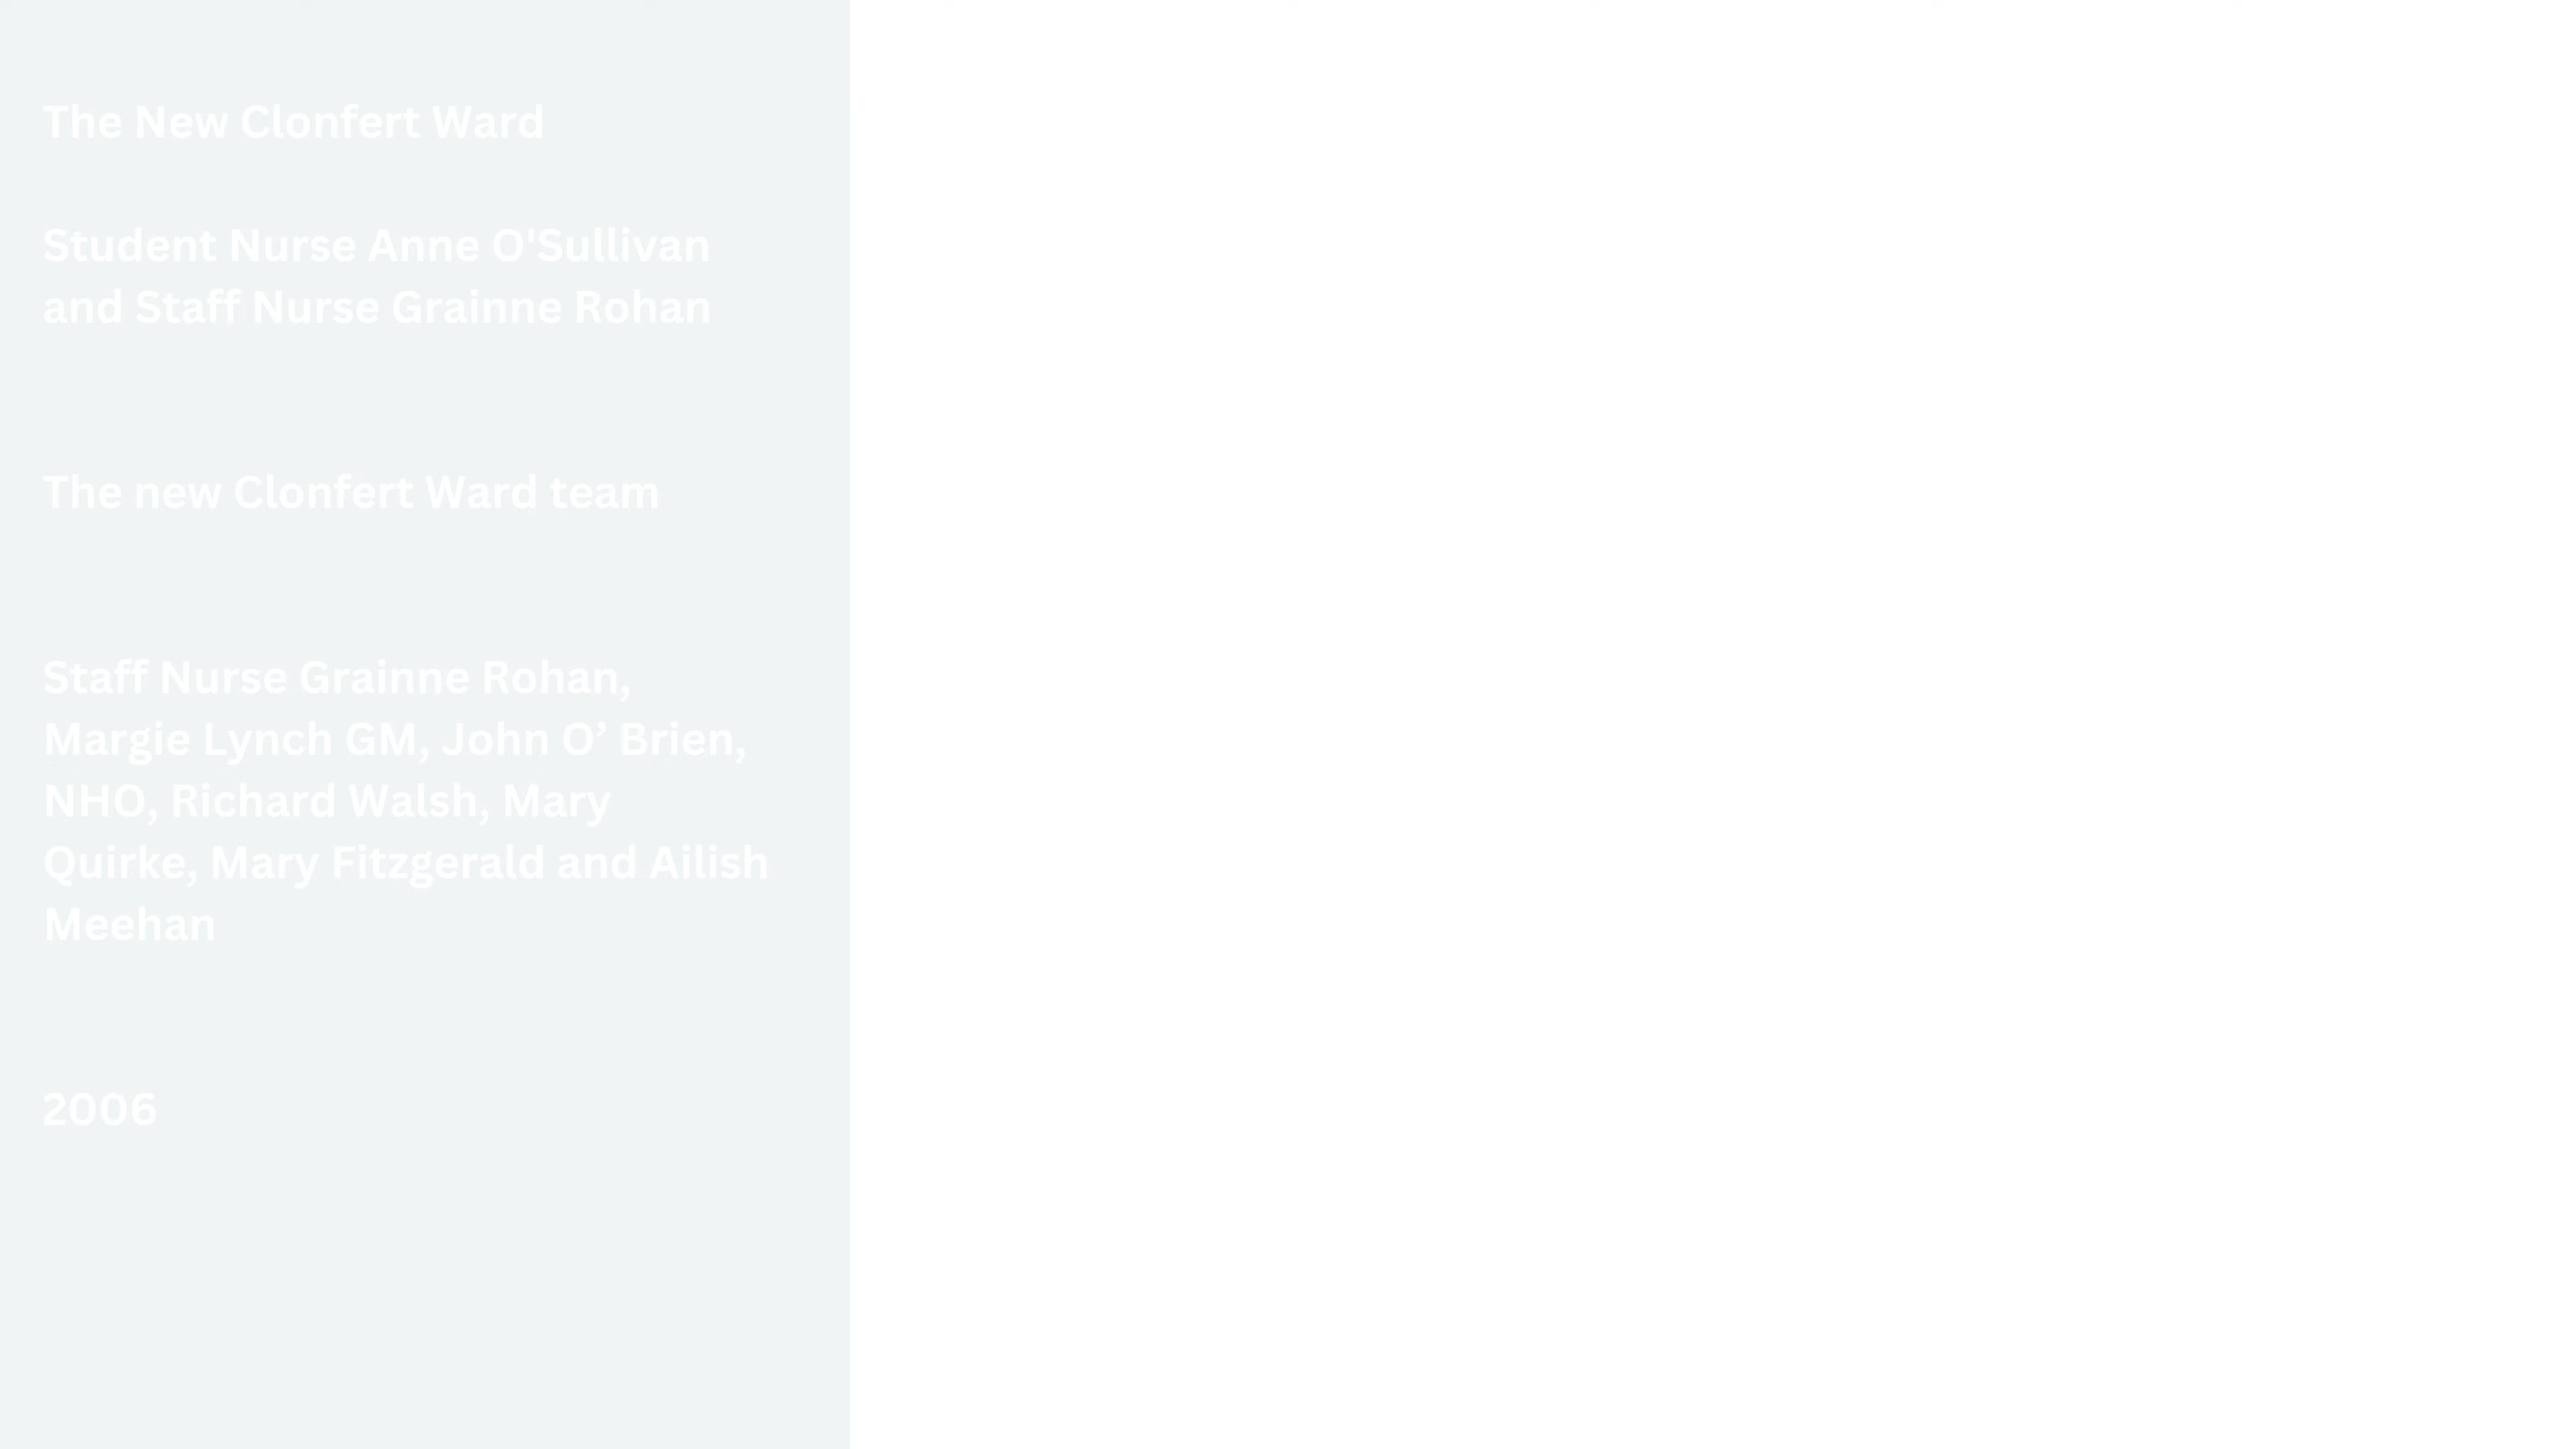 The New Clonfert Ward
Student Nurse Anne O'Sullivan
and Staff Nurse Grainne Rohan
The new Clonfert Ward team
Staff Nurse Grainne Rohan,
Margie Lynch GM, John O’ Brien,
NHO, Richard Walsh, Mary
Quirke, Mary Fitzgerald and Ailish
Meehan
2006